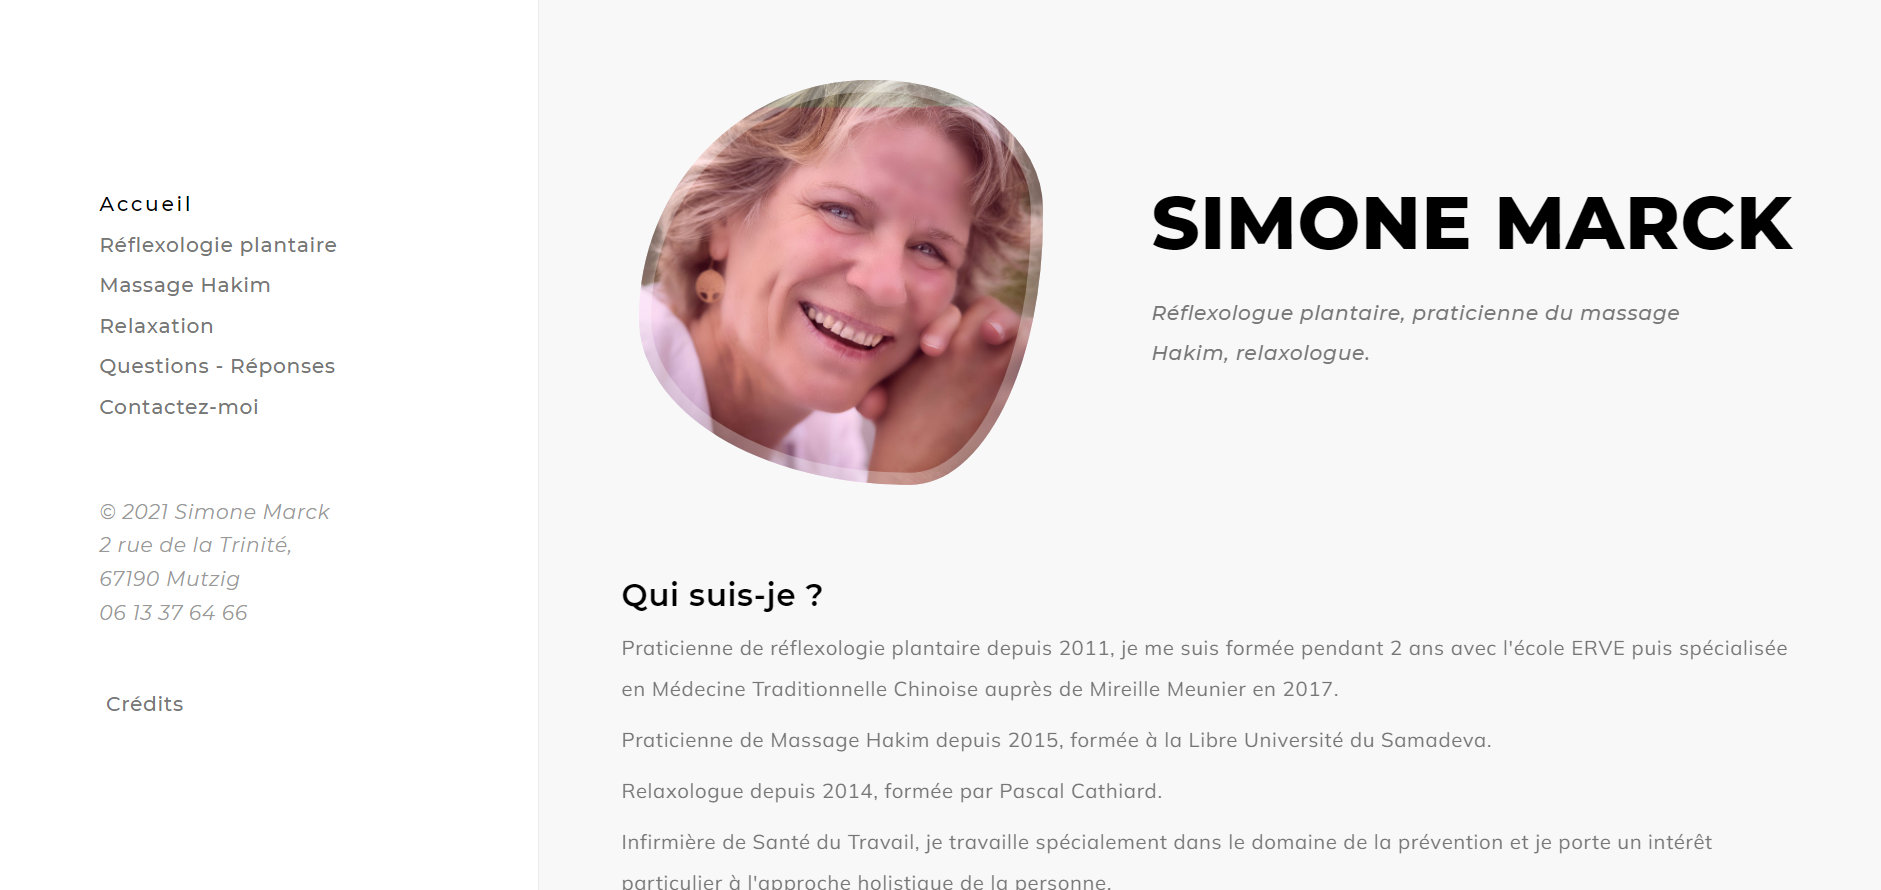 Accueil
Réflexologie plantaire
Massage Hakim
Relaxation
Questions - Réponses
Contactez-moi
© 2021 Simone Marck
2 rue de la Trinité,
67190 Mutzig
06 13 37 64 66
Crédits
SIMONE MARCK
Réflexologue plantaire, praticienne du massage
Hakim, relaxologue.
Qui suis-je ?
Praticienne de réflexologie plantaire depuis 2011, je me suis formée pendant 2 ans avec l'école ERVE puis spécialisée
en Médecine Traditionnelle Chinoise auprès de Mireille Meunier en 2017.
Praticienne de Massage Hakim depuis 2015, formée à la Libre Université du Samadeva.
Relaxologue depuis 2014, formée par Pascal Cathiard.
Infirmière de Santé du Travail, je travaille spécialement dans le domaine de la prévention et je porte un intérêt
particulier à l'approche holistique de la personne.